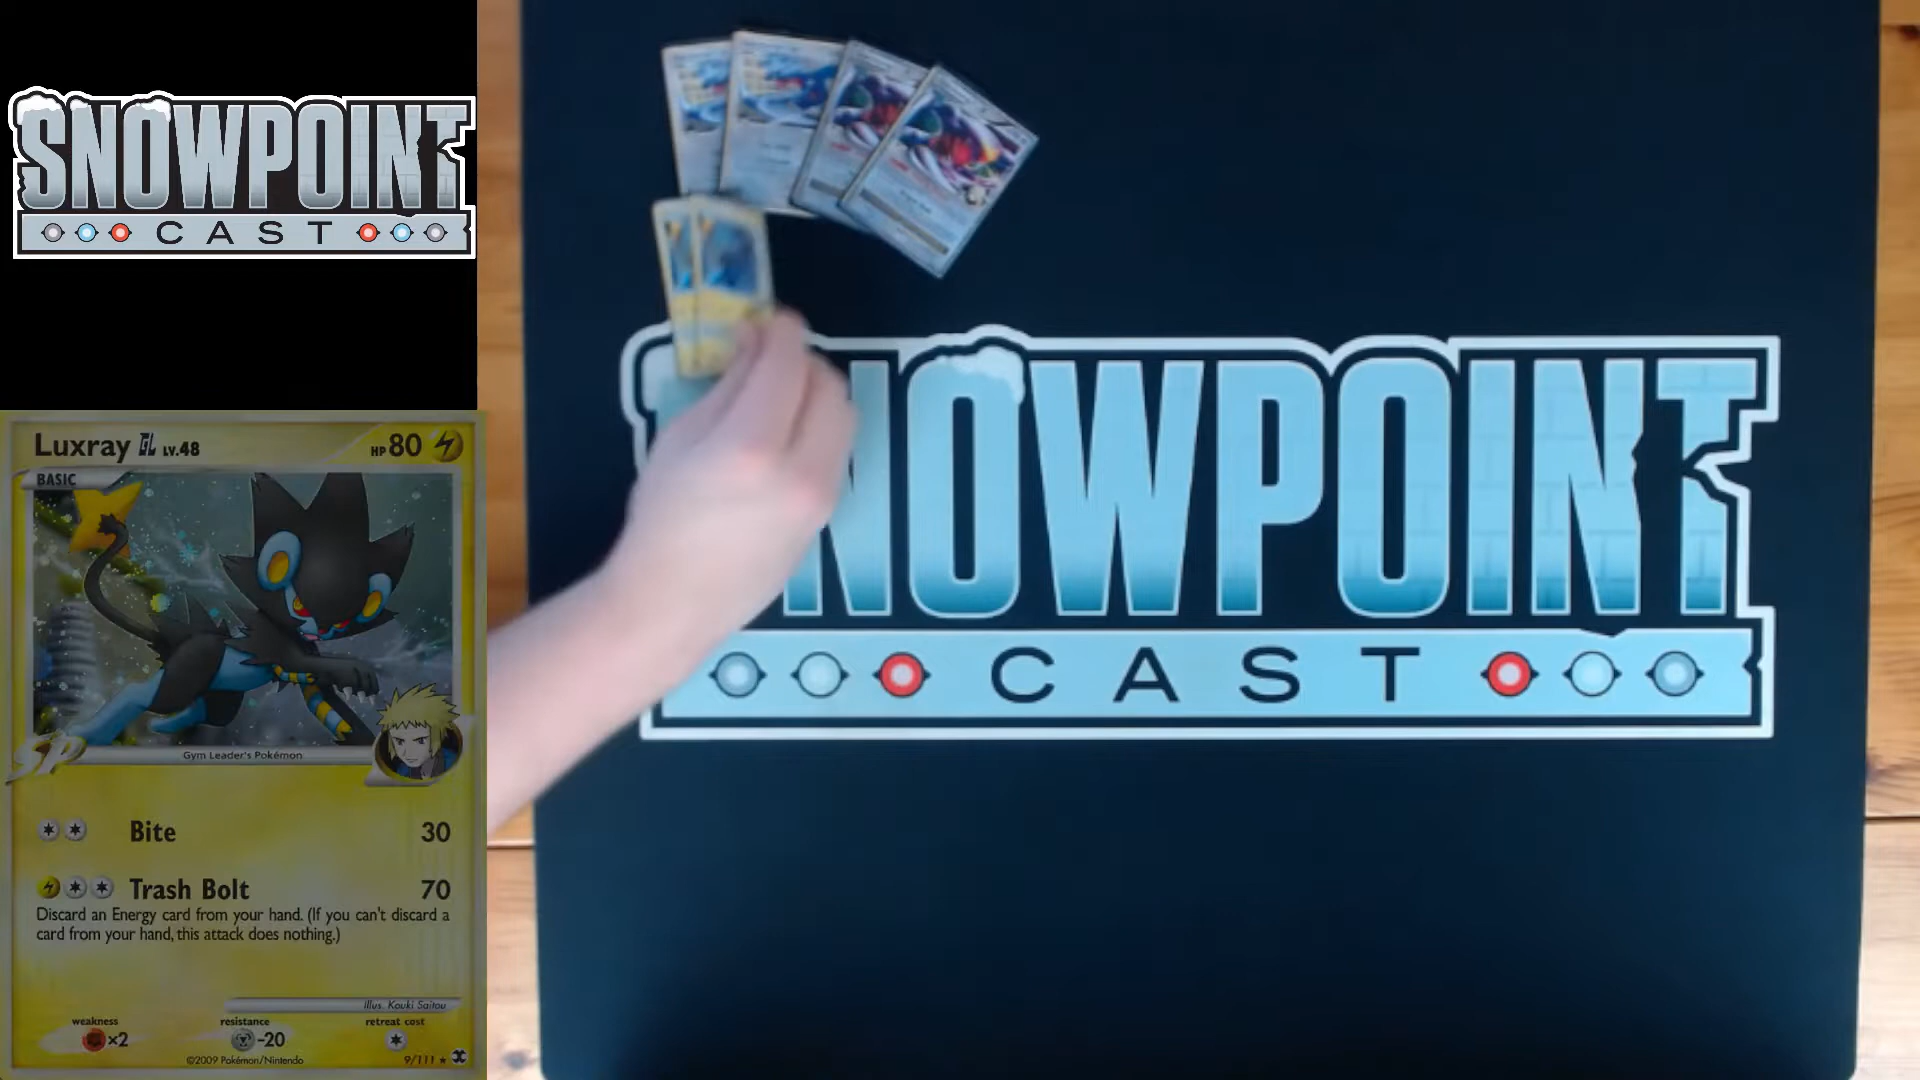 SNOWPOINT
CAST
Luxray GL LV.48 HP 80
BASIC
SP
Gym Leader's Pokémon
Bite 30
Trash Bolt 70
Discard an Energy card from your hand. (If you can't discard a
card from your hand, this attack does nothing.)
Illus. Kouki Saitou
weakness resistance retreat cost
×2 -20
©2009 Pokémon/Nintendo 9/111
NOWPOINT
CAST